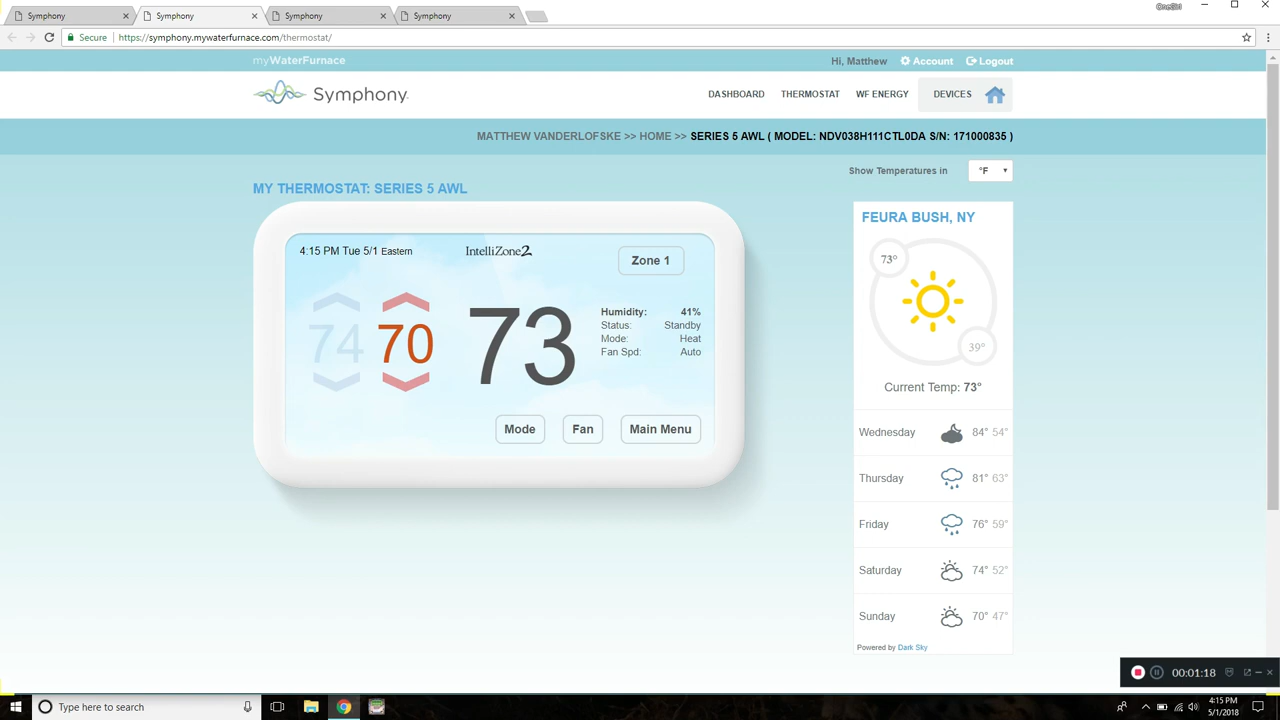 Symphony
Symphony
Symphony
Symphony
Secure
https://symphony.mywaterfurnace.com/thermostat/
myWaterFurnace
Hi, Matthew
Account
Logout
Symphony
DASHBOARD
THERMOSTAT
WF ENERGY
DEVICES
MATTHEW VANDERLOFSKE >> HOME >> SERIES 5 AWL ( MODEL: NDV038H111CTL0DA S/N: 171000835 )
Show Temperatures in
°F
MY THERMOSTAT: SERIES 5 AWL
4:15 PM Tue 5/1 Eastern
IntelliZone2
Zone 1
74
70
73
Humidity: 41%
Status: Standby
Mode: Heat
Fan Spd: Auto
Mode
Fan
Main Menu
FEURA BUSH, NY
73°
39°
Current Temp: 73°
Wednesday 84° 54°
Thursday 81° 63°
Friday 76° 59°
Saturday 74° 52°
Sunday 70° 47°
Powered by Dark Sky
00:01:18
Type here to search
4:15 PM
5/1/2018